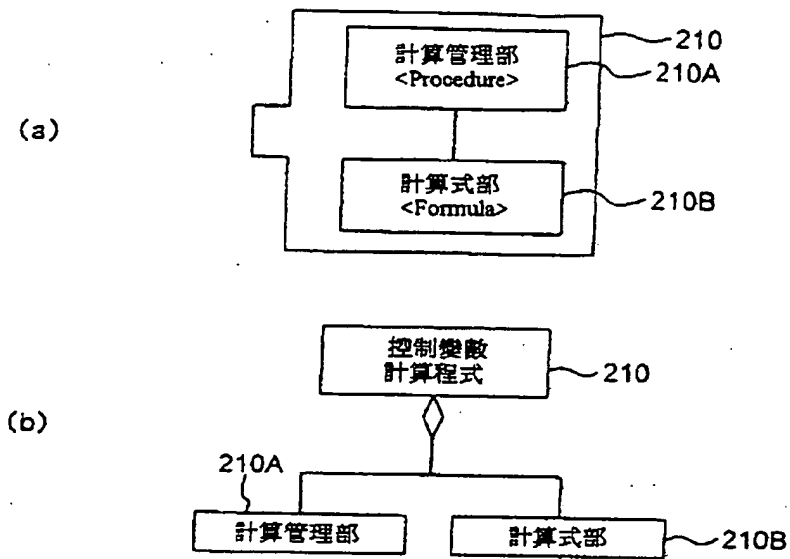 (a)
計算管理部
<Procedure>
210
210A
計算式部
<Formula>
210B
(b)
控制變數
計算程式
210
210A
計算管理部
計算式部
210B